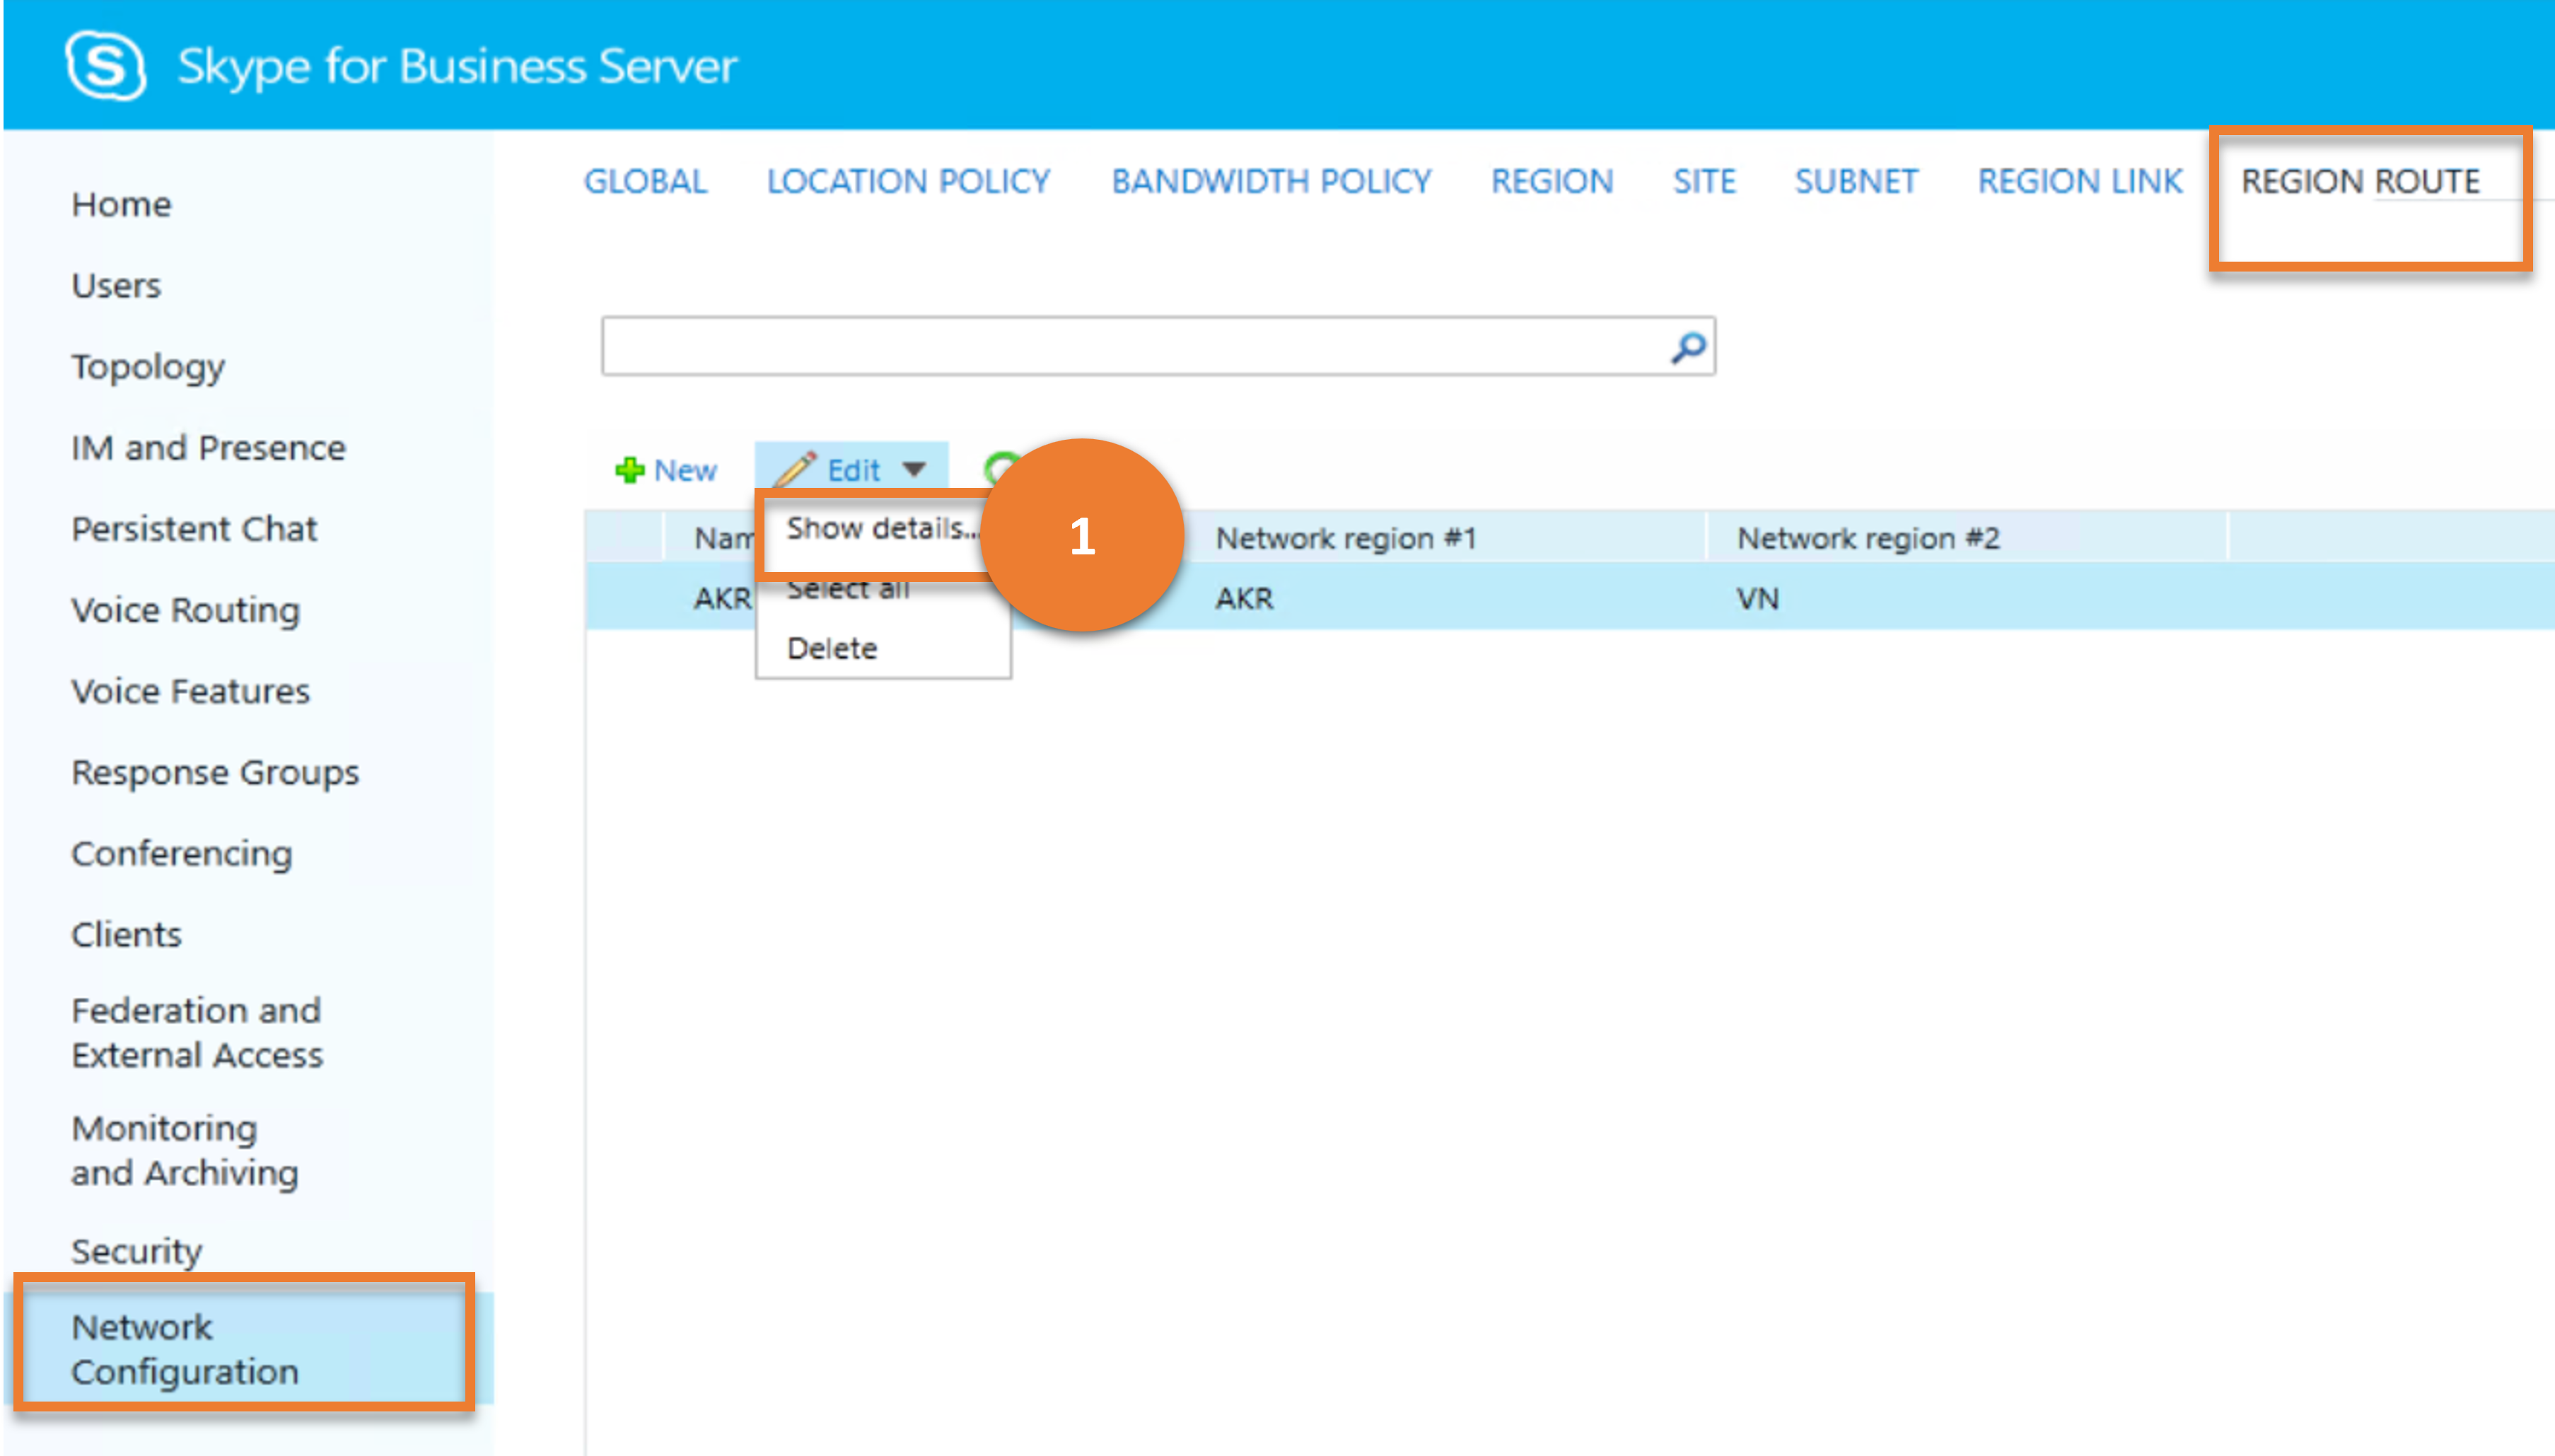 Skype for Business Server
Home
Users
Topology
IM and Presence
Persistent Chat
Voice Routing
Voice Features
Response Groups
Conferencing
Clients
Federation and
External Access
Monitoring
and Archiving
Security
Network
Configuration
GLOBAL LOCATION POLICY BANDWIDTH POLICY REGION SITE SUBNET REGION LINK REGION ROUTE
New Edit
Show details...
Select all
Delete
1
Nam Network region #1 Network region #2
AKR AKR VN